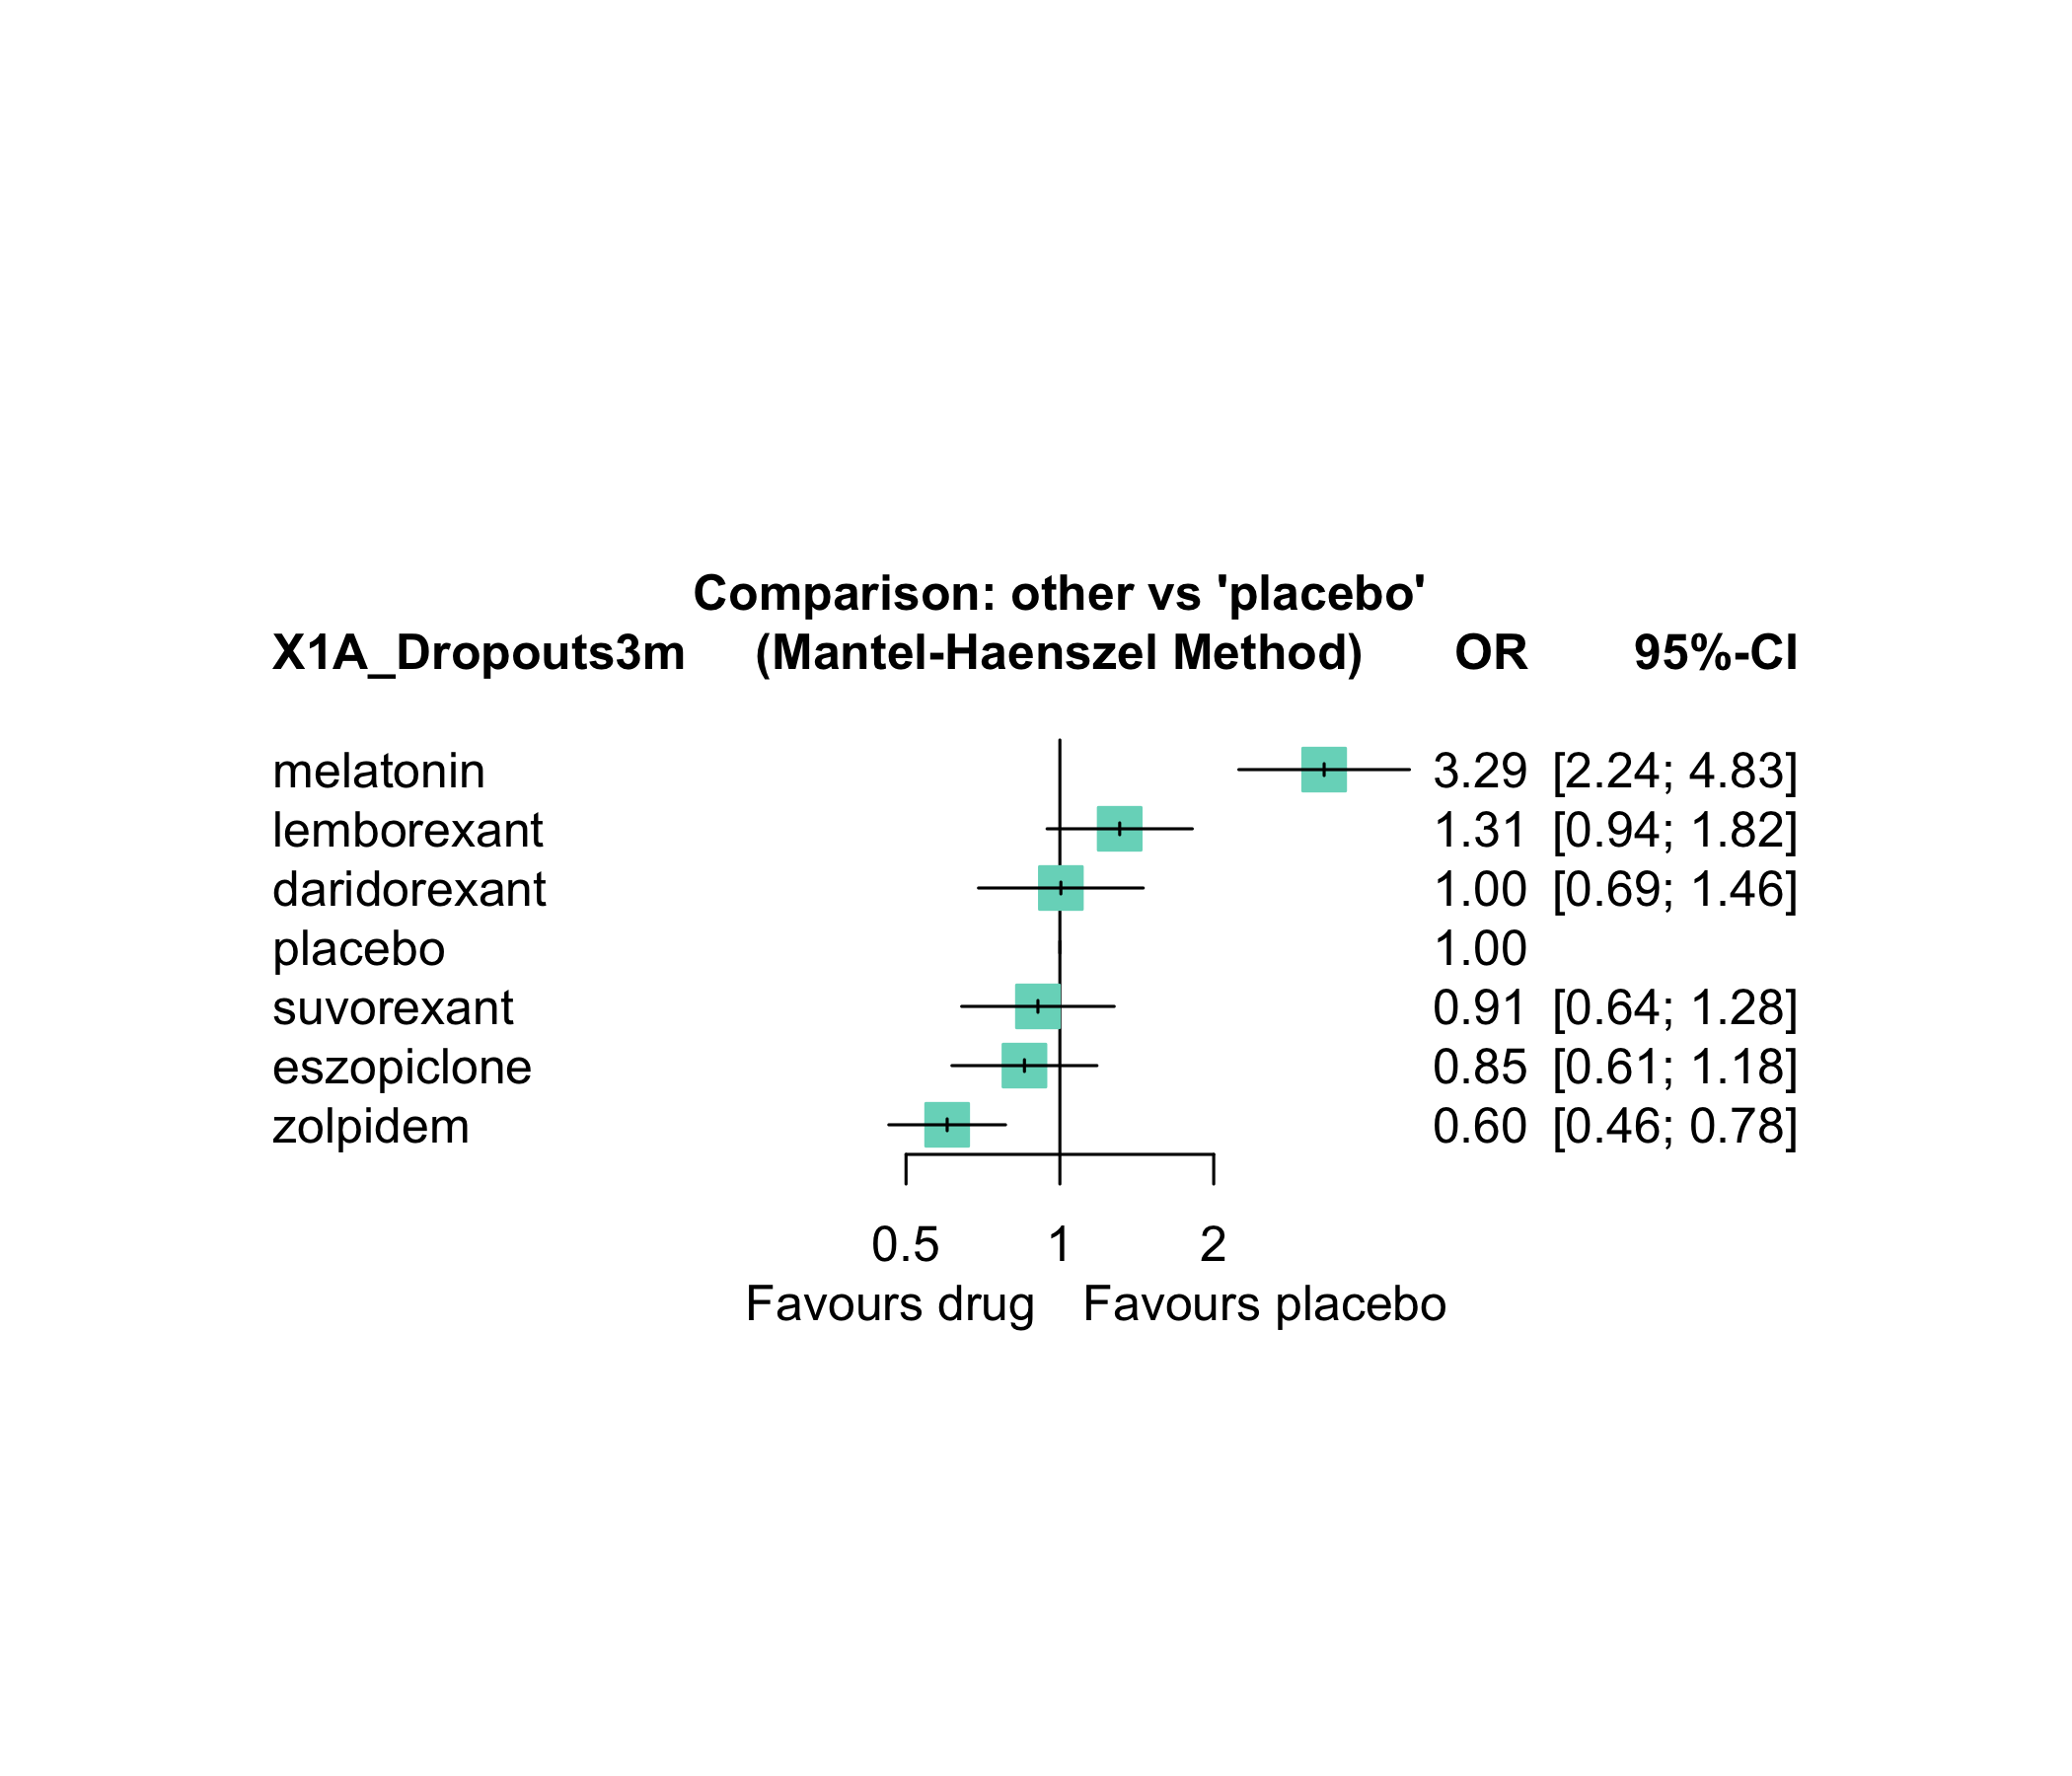 Comparison: other vs 'placebo'
X1A_Dropouts3m (Mantel-Haenszel Method) OR 95%-CI
melatonin 3.29 [2.24; 4.83]
lemborexant 1.31 [0.94; 1.82]
daridorexant 1.00 [0.69; 1.46]
placebo 1.00
suvorexant 0.91 [0.64; 1.28]
eszopiclone 0.85 [0.61; 1.18]
zolpidem 0.60 [0.46; 0.78]
0.5 1 2
Favours drug Favours placebo